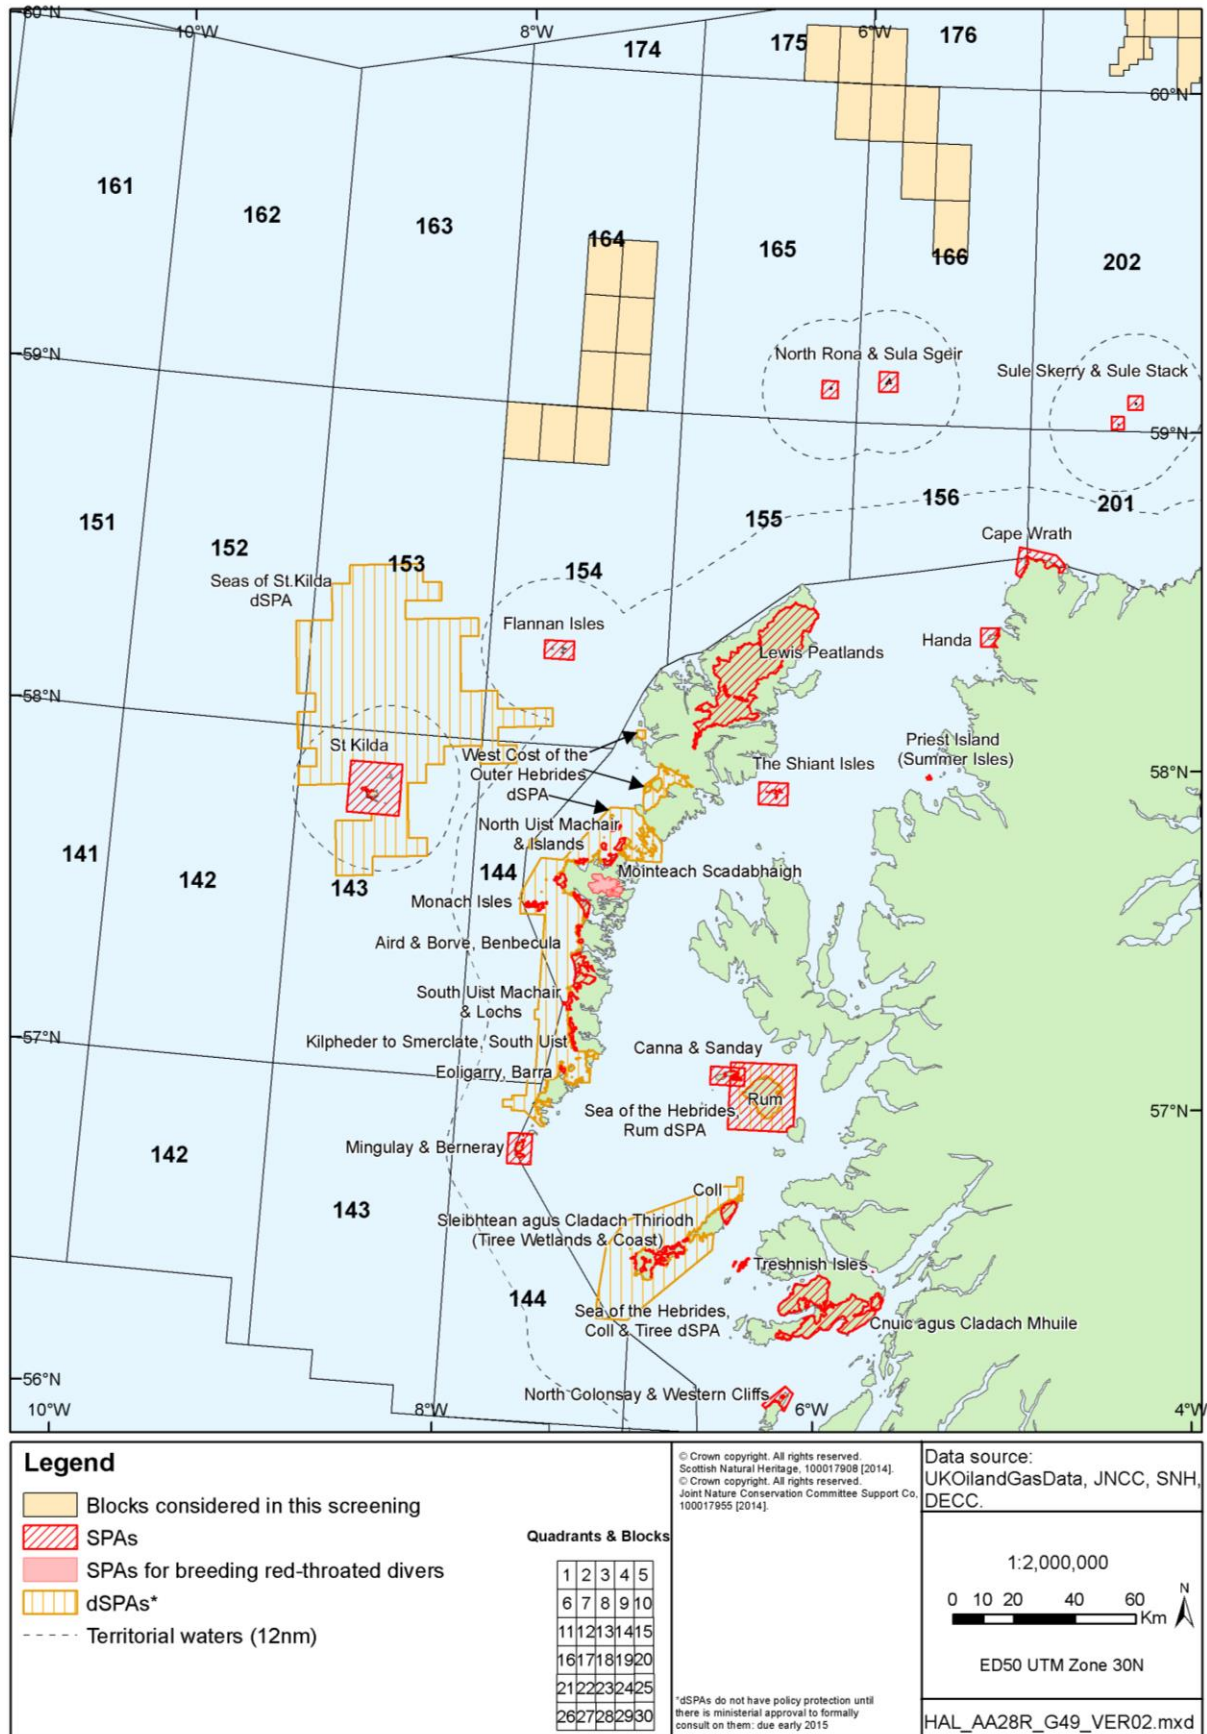 60°N
10°W
8°W
6°W
174
175
176
60°N
161
162
163
164
165
166
202
59°N
North Rona & Sula Sgeir
Sule Skerry & Sule Stack
59°N
151
152
153
154
155
156
201
Cape Wrath
Seas of St.Kilda
dSPA
Flannan Isles
Handa
Lewis Peatlands
58°N
St Kilda
West Cost of the
Outer Hebrides
dSPA
The Shiant Isles
Priest Island
(Summer Isles)
58°N
North Uist Machair
& Islands
141
142
143
144
Mointeach Scadabhaigh
Monach Isles
Aird & Borve, Benbecula
South Uist Machair
& Lochs
57°N
Kilpheder to Smerclate, South Uist
Canna & Sanday
Eoligarry, Barra
Rum
Sea of the Hebrides,
Rum dSPA
57°N
Mingulay & Berneray
142
143
Coll
Sleibhtean agus Cladach Thiriodh
(Tiree Wetlands & Coast)
Treshnish Isles
144
Sea of the Hebrides,
Coll & Tiree dSPA
Cnuic agus Cladach Mhuile
56°N
North Colonsay & Western Cliffs
10°W
8°W
6°W
4°W
Legend
Blocks considered in this screening
SPAs
SPAs for breeding red-throated divers
dSPAs*
Territorial waters (12nm)
Quadrants & Blocks
1 2 3 4 5
6 7 8 9 10
11 12 13 14 15
16 17 18 19 20
21 22 23 24 25
26 27 28 29 30
© Crown copyright. All rights reserved.
Scottish Natural Heritage, 100017908 [2014].
© Crown copyright. All rights reserved.
Joint Nature Conservation Committee Support Co,
100017955 [2014].
*dSPAs do not have policy protection until
there is ministerial approval to formally
consult on them: due early 2015
Data source:
UKOilandGasData, JNCC, SNH,
DECC.
1:2,000,000
0 10 20 40 60
Km
N
ED50 UTM Zone 30N
HAL_AA28R_G49_VER02.mxd